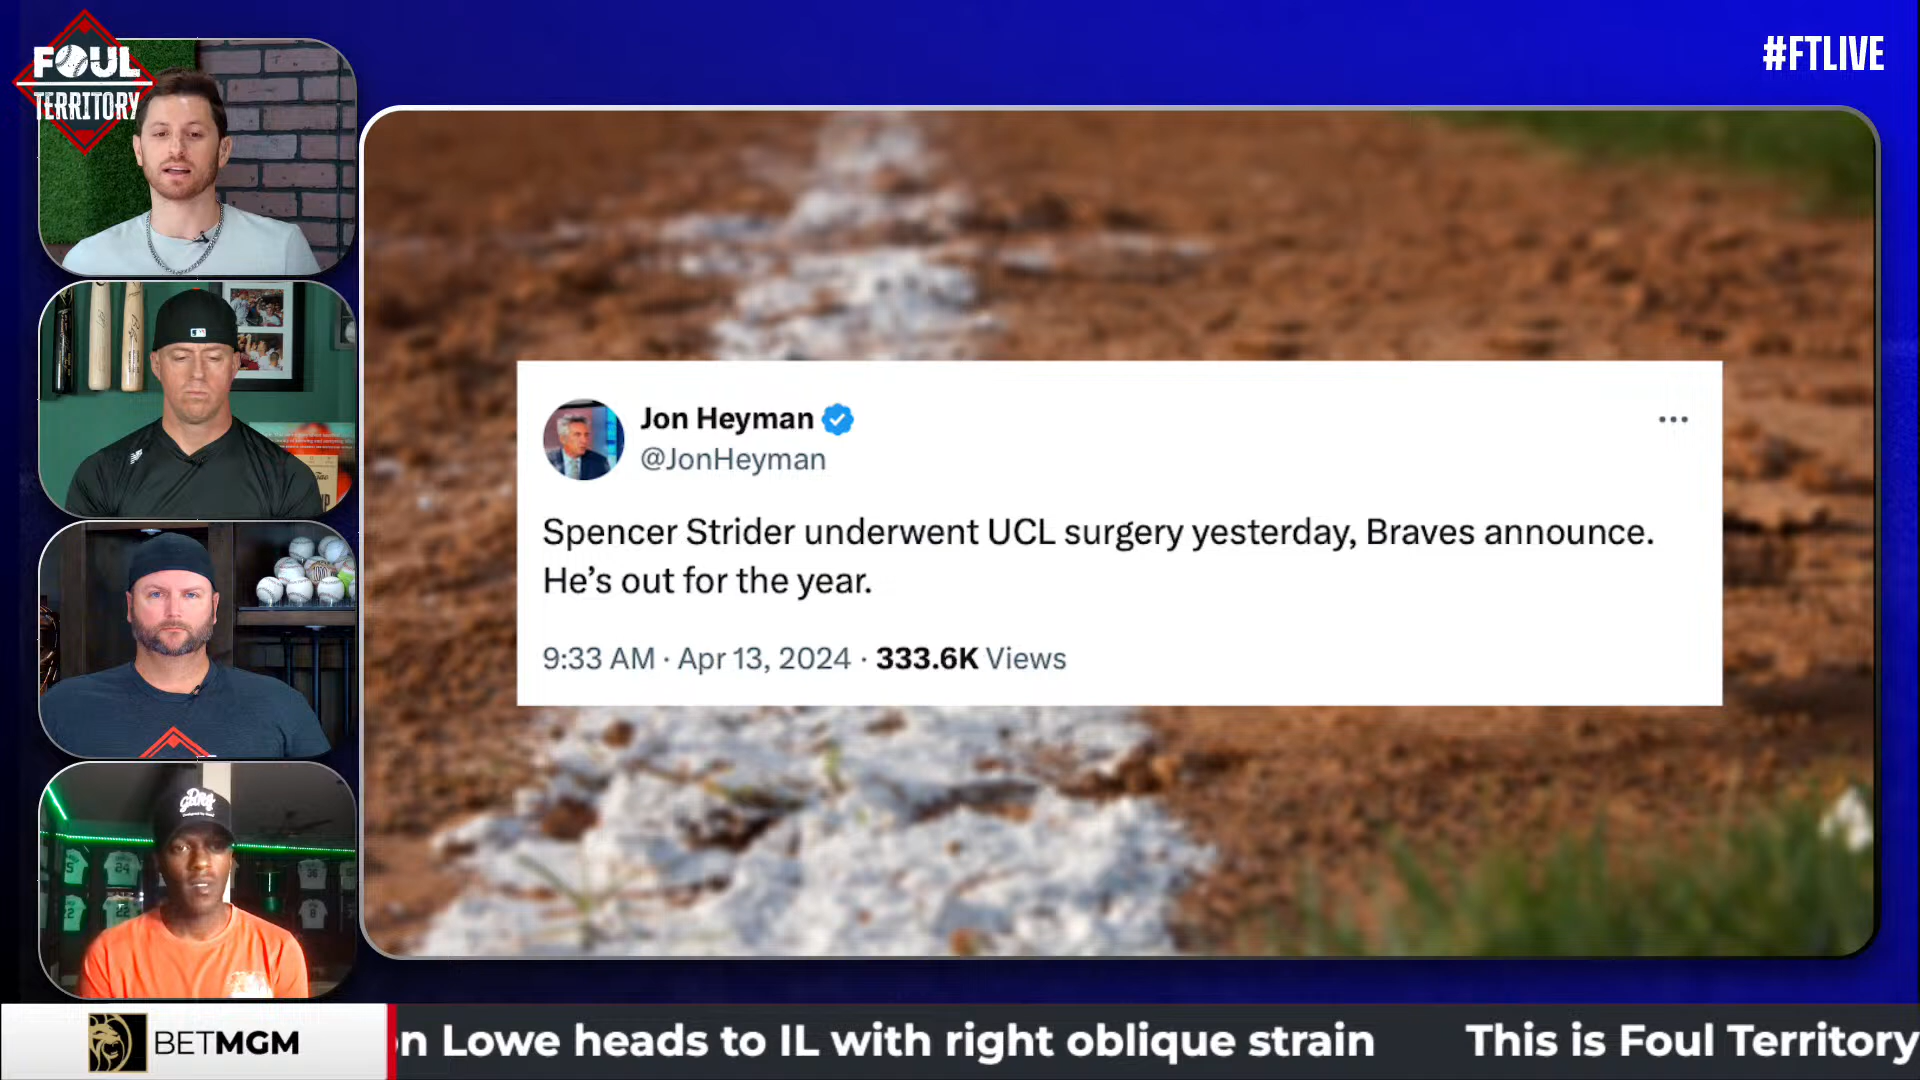 FOUL
TERRITORY
#FTLIVE
Jon Heyman
@JonHeyman
Spencer Strider underwent UCL surgery yesterday, Braves announce.
He's out for the year.
9:33 AM · Apr 13, 2024 · 333.6K Views
BETMGM
n Lowe heads to IL with right oblique strain This is Foul Territory